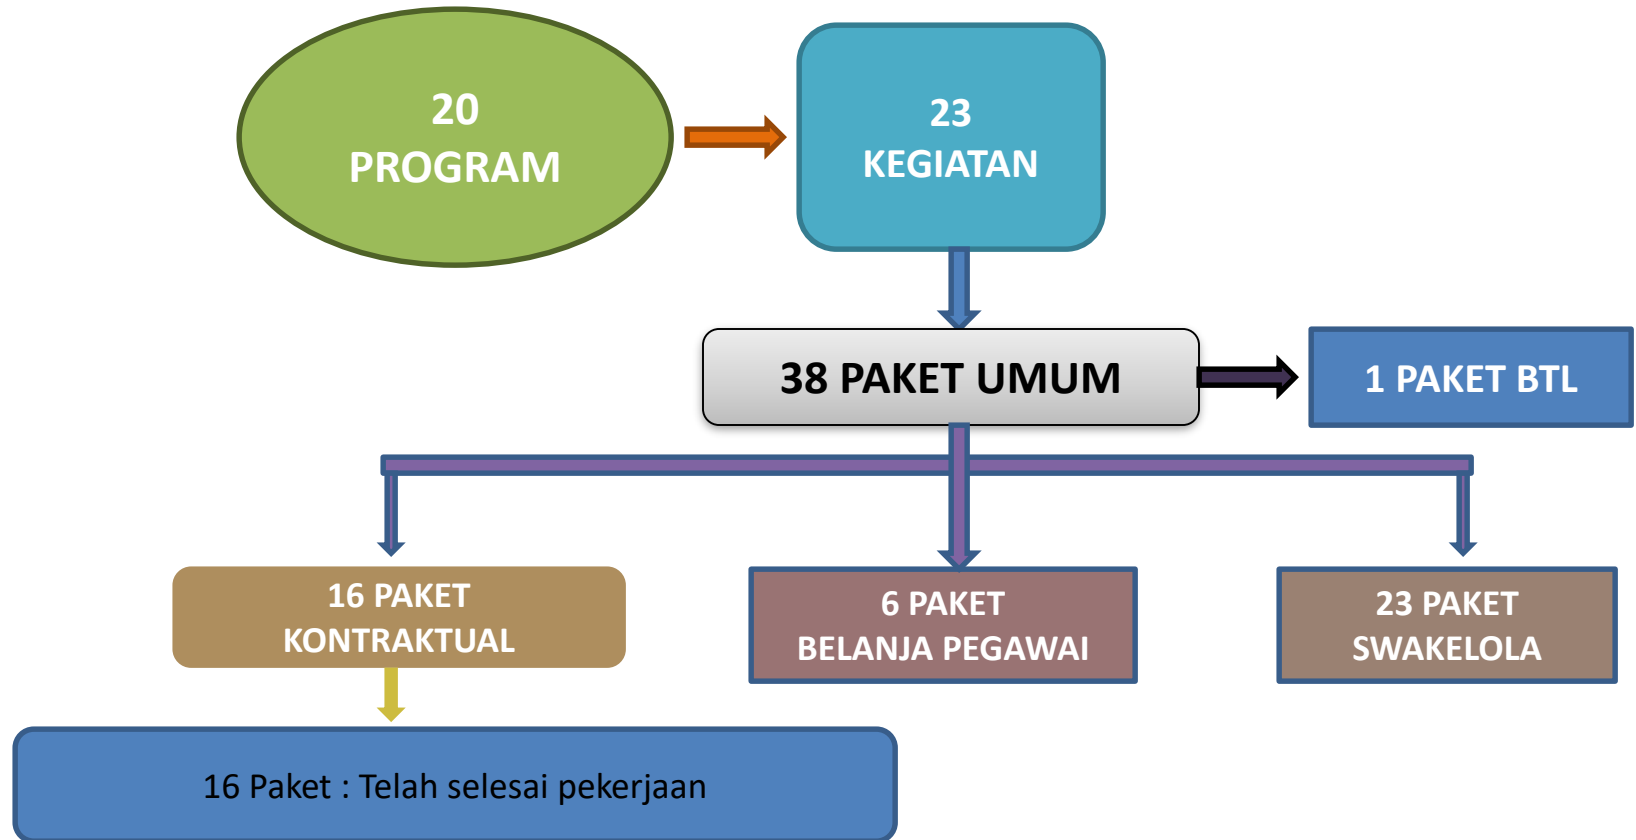 20
PROGRAM
23
KEGIATAN
38 PAKET UMUM
1 PAKET BTL
16 PAKET
KONTRAKTUAL
6 PAKET
BELANJA PEGAWAI
23 PAKET
SWAKELOLA
16 Paket : Telah selesai pekerjaan